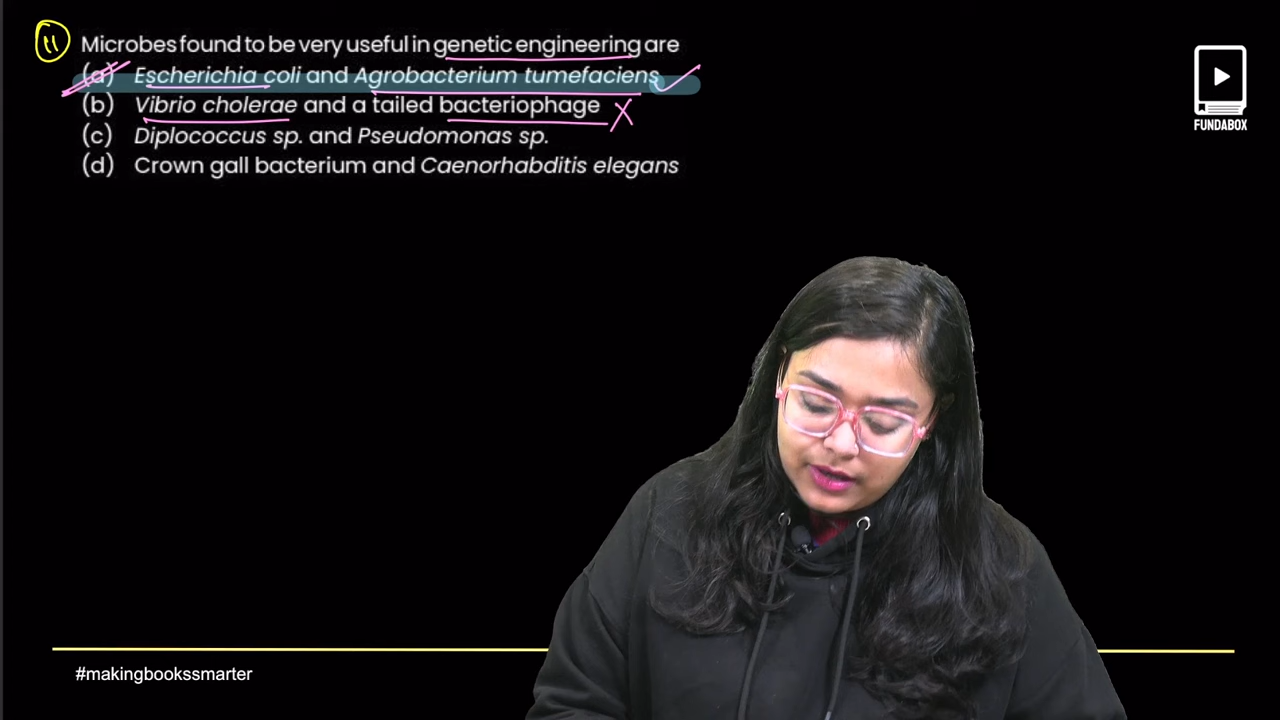 11
Microbes found to be very useful in genetic engineering are
(a) Escherichia coli and Agrobacterium tumefaciens
(b) Vibrio cholerae and a tailed bacteriophage
(c) Diplococcus sp. and Pseudomonas sp.
(d) Crown gall bacterium and Caenorhabditis elegans
FUNDABOX
#makingbookssmarter